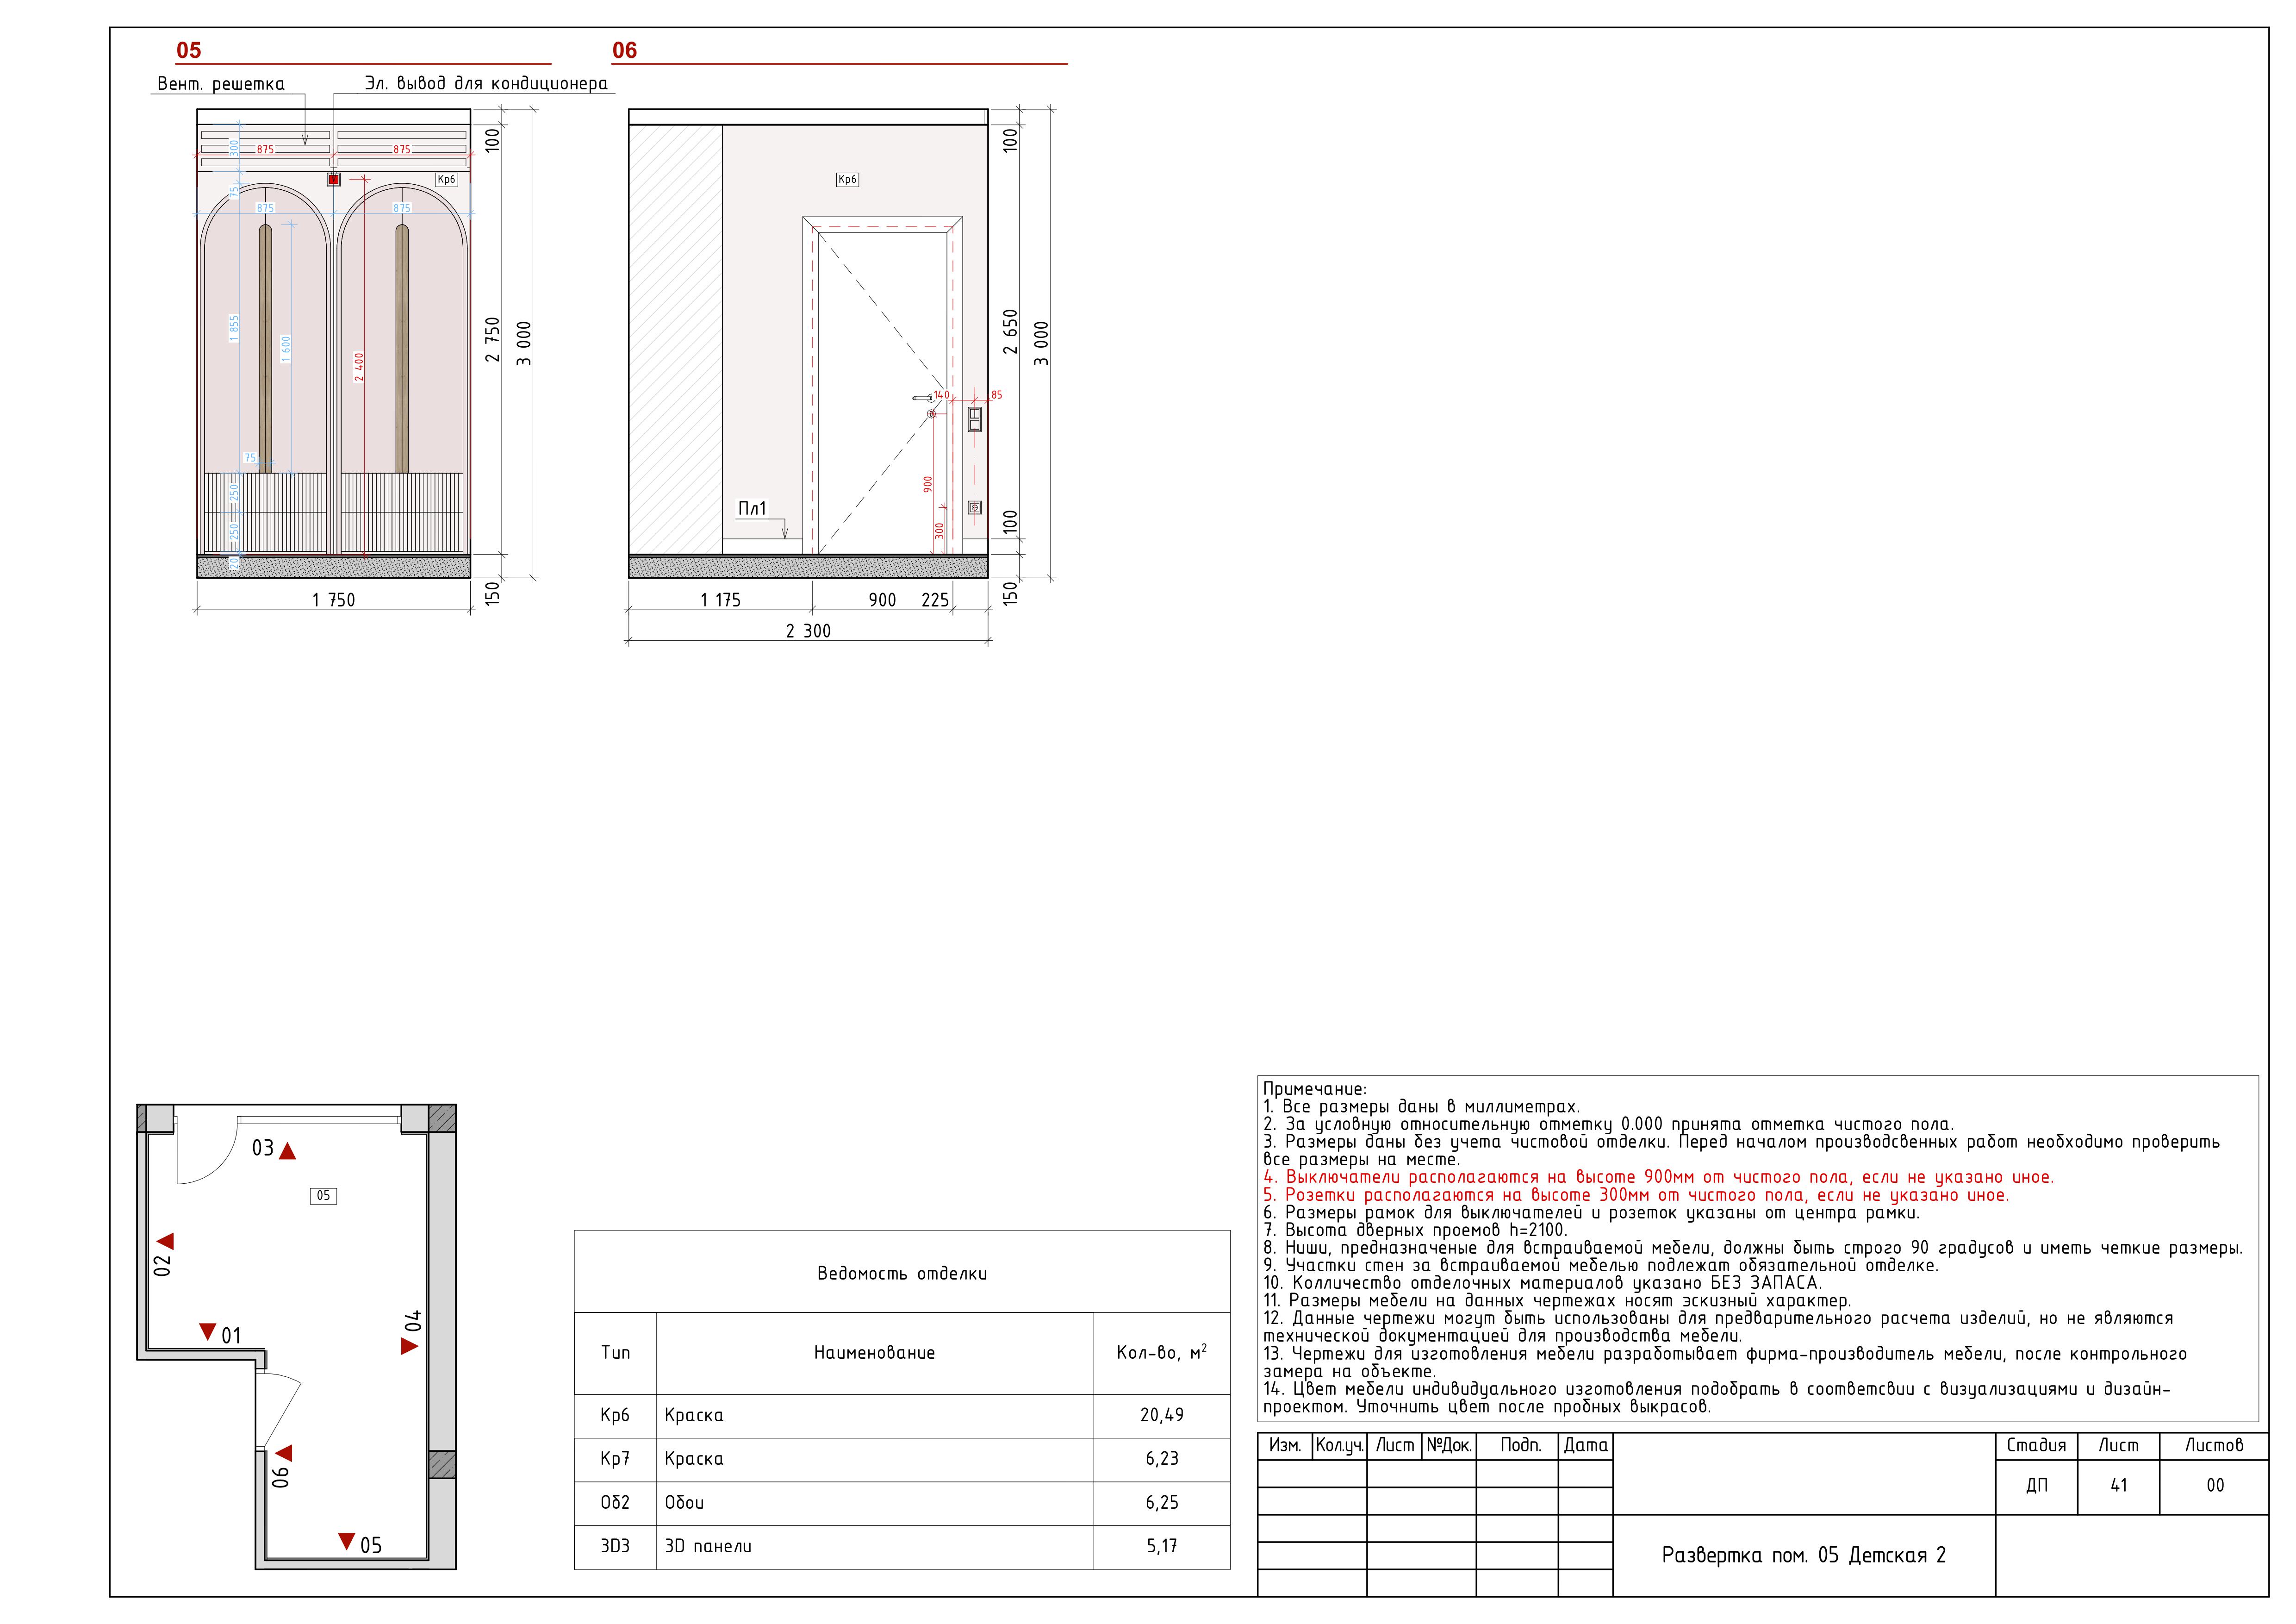 05
06
Вент. решетка
Эл. вывод для кондиционера
100
300
875
875
Кр6
75
875
875
1 855
1 600
2 400
2 750
3 000
75
250
250
20
150
1 750
100
Кр6
2 650
3 000
140
85
900
300
Пл1
100
150
1 175
900
225
2 300
03
05
02
01
04
06
05
Ведомость отделки
Тип
Наименование
Кол-во, м2
Кр6
Краска
20,49
Кр7
Краска
6,23
Об2
Обои
6,25
3D3
3D панели
5,17
Примечание:
1. Все размеры даны в миллиметрах.
2. За условную относительную отметку 0.000 принята отметка чистого пола.
3. Размеры даны без учета чистовой отделки. Перед началом производсвенных работ необходимо проверить
все размеры на месте.
4. Выключатели располагаются на высоте 900мм от чистого пола, если не указано иное.
5. Розетки располагаются на высоте 300мм от чистого пола, если не указано иное.
6. Размеры рамок для выключателей и розеток указаны от центра рамки.
7. Высота дверных проемов h=2100.
8. Ниши, предназначеные для встраиваемой мебели, должны быть строго 90 градусов и иметь четкие размеры.
9. Участки стен за встраиваемой мебелью подлежат обязательной отделке.
10. Колличество отделочных материалов указано БЕЗ ЗАПАСА.
11. Размеры мебели на данных чертежах носят эскизный характер.
12. Данные чертежи могут быть использованы для предварительного расчета изделий, но не являются
технической документацией для производства мебели.
13. Чертежи для изготовления мебели разработывает фирма-производитель мебели, после контрольного
замера на объекте.
14. Цвет мебели индивидуального изготовления подобрать в соответсвии с визуализациями и дизайн-
проектом. Уточнить цвет после пробных выкрасов.
Изм.
Кол.уч.
Лист
№Док.
Подп.
Дата
Стадия
Лист
Листов
ДП
41
00
Развертка пом. 05 Детская 2